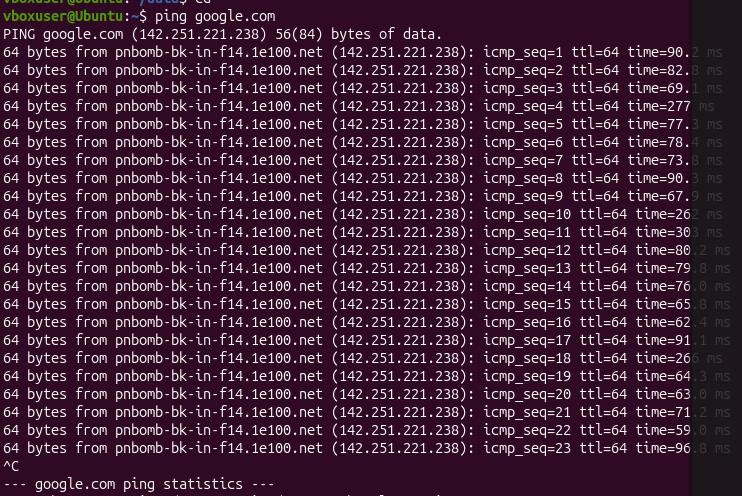 vboxuser@Ubuntu:~$ ping google.com
PING google.com (142.251.221.238) 56(84) bytes of data.
64 bytes from pnbomb-bk-in-f14.1e100.net (142.251.221.238): icmp_seq=1 ttl=64 time=90.2 ms
64 bytes from pnbomb-bk-in-f14.1e100.net (142.251.221.238): icmp_seq=2 ttl=64 time=82.8 ms
64 bytes from pnbomb-bk-in-f14.1e100.net (142.251.221.238): icmp_seq=3 ttl=64 time=69.1 ms
64 bytes from pnbomb-bk-in-f14.1e100.net (142.251.221.238): icmp_seq=4 ttl=64 time=277 ms
64 bytes from pnbomb-bk-in-f14.1e100.net (142.251.221.238): icmp_seq=5 ttl=64 time=77.3 ms
64 bytes from pnbomb-bk-in-f14.1e100.net (142.251.221.238): icmp_seq=6 ttl=64 time=78.4 ms
64 bytes from pnbomb-bk-in-f14.1e100.net (142.251.221.238): icmp_seq=7 ttl=64 time=73.8 ms
64 bytes from pnbomb-bk-in-f14.1e100.net (142.251.221.238): icmp_seq=8 ttl=64 time=90.3 ms
64 bytes from pnbomb-bk-in-f14.1e100.net (142.251.221.238): icmp_seq=9 ttl=64 time=67.9 ms
64 bytes from pnbomb-bk-in-f14.1e100.net (142.251.221.238): icmp_seq=10 ttl=64 time=262 ms
64 bytes from pnbomb-bk-in-f14.1e100.net (142.251.221.238): icmp_seq=11 ttl=64 time=303 ms
64 bytes from pnbomb-bk-in-f14.1e100.net (142.251.221.238): icmp_seq=12 ttl=64 time=80.2 ms
64 bytes from pnbomb-bk-in-f14.1e100.net (142.251.221.238): icmp_seq=13 ttl=64 time=79.8 ms
64 bytes from pnbomb-bk-in-f14.1e100.net (142.251.221.238): icmp_seq=14 ttl=64 time=76.0 ms
64 bytes from pnbomb-bk-in-f14.1e100.net (142.251.221.238): icmp_seq=15 ttl=64 time=65.8 ms
64 bytes from pnbomb-bk-in-f14.1e100.net (142.251.221.238): icmp_seq=16 ttl=64 time=62.4 ms
64 bytes from pnbomb-bk-in-f14.1e100.net (142.251.221.238): icmp_seq=17 ttl=64 time=91.1 ms
64 bytes from pnbomb-bk-in-f14.1e100.net (142.251.221.238): icmp_seq=18 ttl=64 time=266 ms
64 bytes from pnbomb-bk-in-f14.1e100.net (142.251.221.238): icmp_seq=19 ttl=64 time=64.3 ms
64 bytes from pnbomb-bk-in-f14.1e100.net (142.251.221.238): icmp_seq=20 ttl=64 time=63.0 ms
64 bytes from pnbomb-bk-in-f14.1e100.net (142.251.221.238): icmp_seq=21 ttl=64 time=71.2 ms
64 bytes from pnbomb-bk-in-f14.1e100.net (142.251.221.238): icmp_seq=22 ttl=64 time=59.0 ms
64 bytes from pnbomb-bk-in-f14.1e100.net (142.251.221.238): icmp_seq=23 ttl=64 time=96.8 ms
^C
--- google.com ping statistics ---